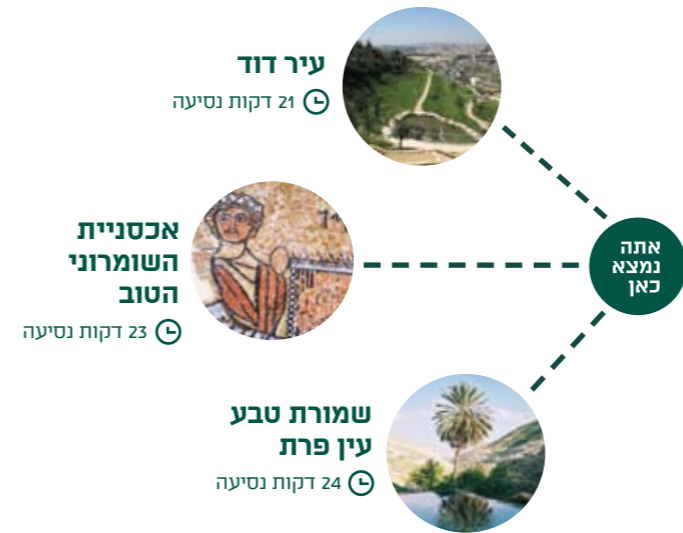 עיר דוד
21 דקות נסיעה
אתה
נמצא
כאן
אכסניית
השומרוני
הטוב
23 דקות נסיעה
שמורת טבע
עין פרת
24 דקות נסיעה